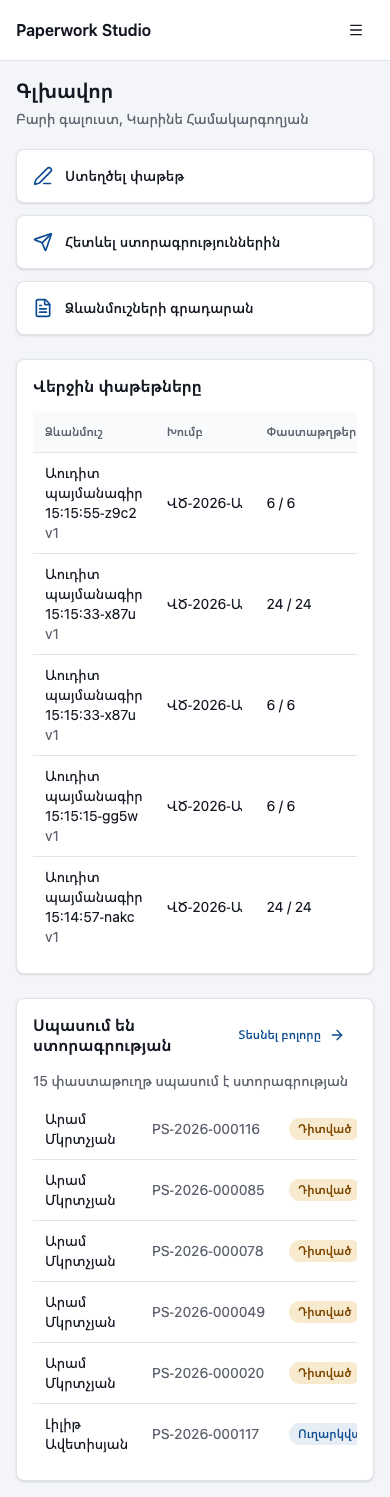 Paperwork Studio
Գլխավոր
Բարի գալուստ, Կարինե Համակարգողյան
Ստեղծել փաթեթ
Հետևել ստորագրություններին
Ձևանմուշների գրադարան
Վերջին փաթեթները
Ձևանմուշ Խումբ Փաստաթղթեր
Աուդիտ
պայմանագիր
15:15:55-z9c2
v1
ՎԾ-2026-Ա 6 / 6
Աուդիտ
պայմանագիր
15:15:33-x87u
v1
ՎԾ-2026-Ա 24 / 24
Աուդիտ
պայմանագիր
15:15:33-x87u
v1
ՎԾ-2026-Ա 6 / 6
Աուդիտ
պայմանագիր
15:15:15-gg5w
v1
ՎԾ-2026-Ա 6 / 6
Աուդիտ
պայմանագիր
15:14:57-nakc
v1
ՎԾ-2026-Ա 24 / 24
Սպասում են
ստորագրության
Տեսնել բոլորը
15 փաստաթուղթ սպասում է ստորագրության
Արամ
Մկրտչյան
PS-2026-000116 Դիտված
Արամ
Մկրտչյան
PS-2026-000085 Դիտված
Արամ
Մկրտչյան
PS-2026-000078 Դիտված
Արամ
Մկրտչյան
PS-2026-000049 Դիտված
Արամ
Մկրտչյան
PS-2026-000020 Դիտված
Լիլիթ
Ավետիսյան
PS-2026-000117